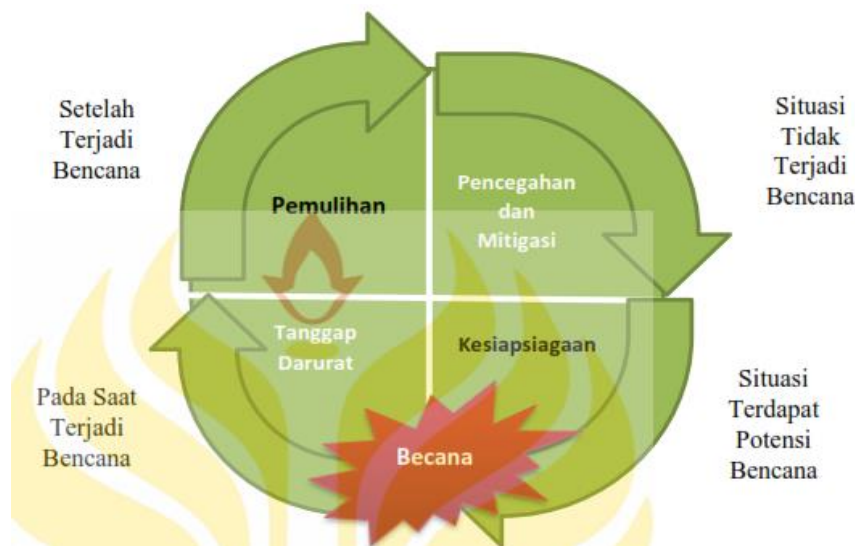 Setelah
Terjadi
Bencana
Pemulihan
Pencegahan
dan
Mitigasi
Situasi
Tidak
Terjadi
Bencana
Pada Saat
Terjadi
Bencana
Tanggap
Darurat
Kesiapsiagaan
Situasi
Terdapat
Potensi
Bencana
Becana